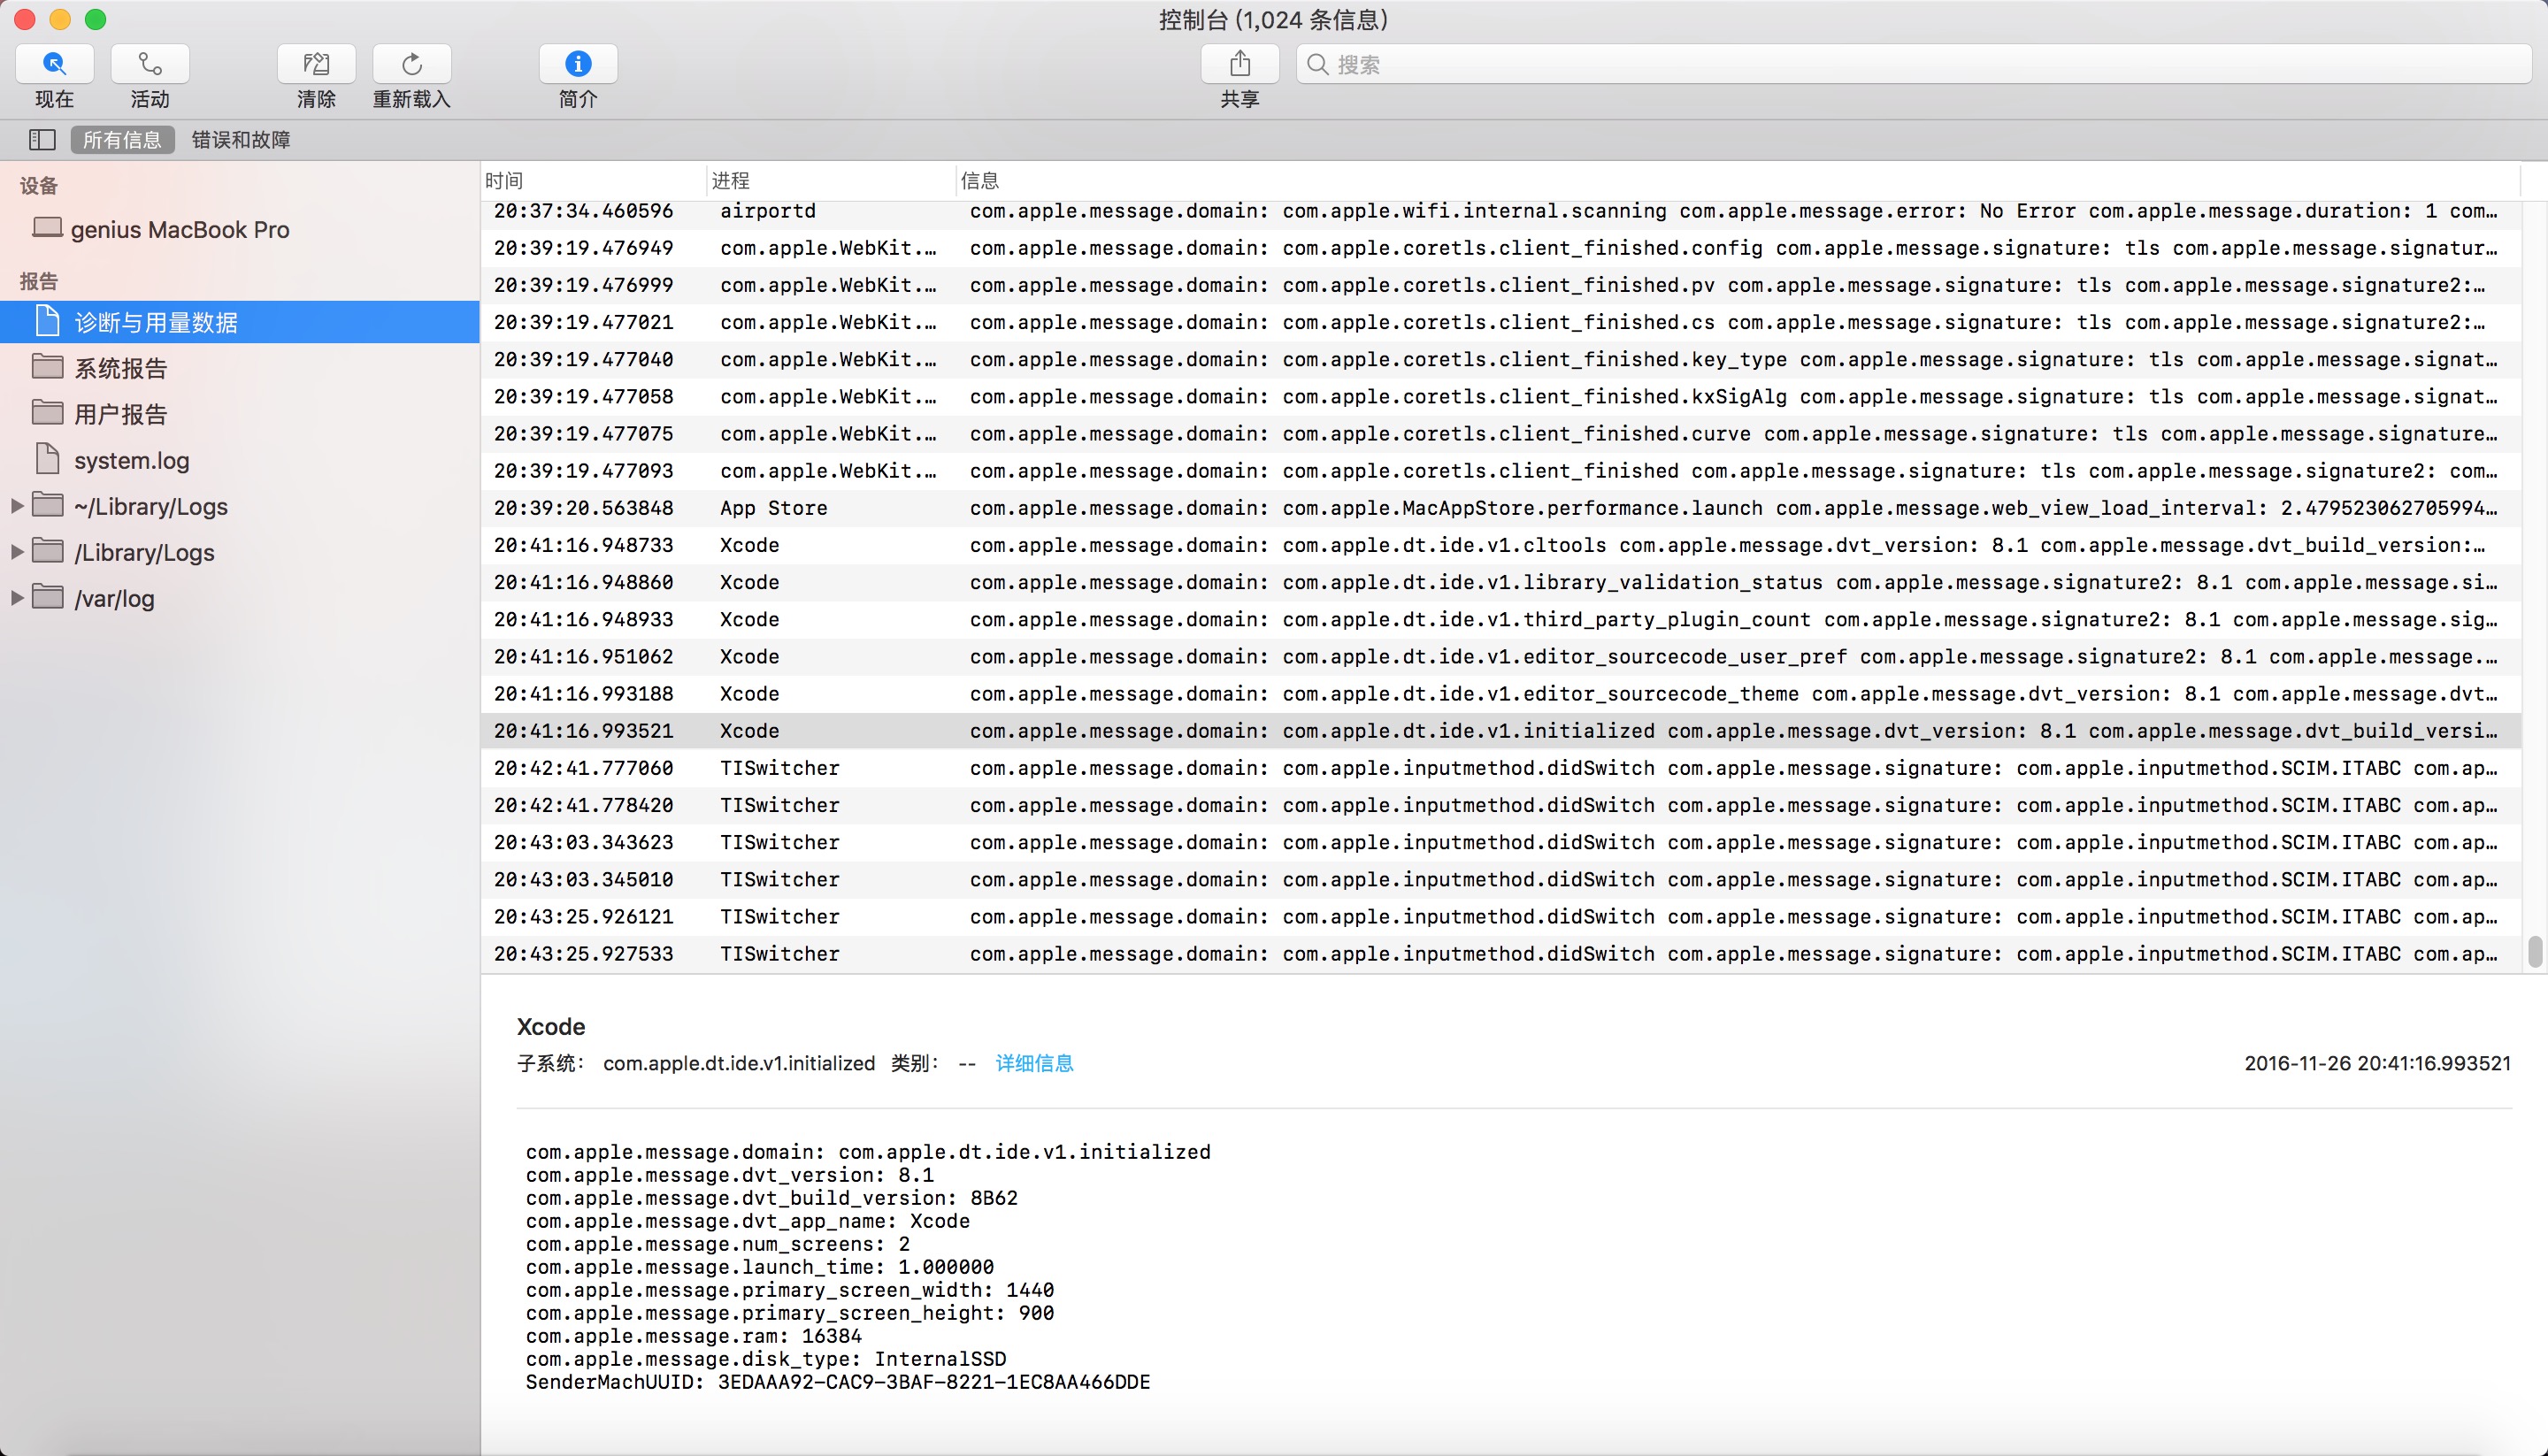 控制台 (1,024 条信息)
现在 活动 清除 重新载入 简介 共享 搜索
所有信息 错误和故障
设备
genius MacBook Pro
报告
诊断与用量数据
系统报告
用户报告
system.log
~/Library/Logs
/Library/Logs
/var/log
时间 进程 信息
20:37:34.460596 airportd com.apple.message.domain: com.apple.wifi.internal.scanning com.apple.message.error: No Error com.apple.message.duration: 1 com…
20:39:19.476949 com.apple.WebKit.… com.apple.message.domain: com.apple.coretls.client_finished.config com.apple.message.signature: tls com.apple.message.signatur…
20:39:19.476999 com.apple.WebKit.… com.apple.message.domain: com.apple.coretls.client_finished.pv com.apple.message.signature: tls com.apple.message.signature2:…
20:39:19.477021 com.apple.WebKit.… com.apple.message.domain: com.apple.coretls.client_finished.cs com.apple.message.signature: tls com.apple.message.signature2:…
20:39:19.477040 com.apple.WebKit.… com.apple.message.domain: com.apple.coretls.client_finished.key_type com.apple.message.signature: tls com.apple.message.signat…
20:39:19.477058 com.apple.WebKit.… com.apple.message.domain: com.apple.coretls.client_finished.kxSigAlg com.apple.message.signature: tls com.apple.message.signat…
20:39:19.477075 com.apple.WebKit.… com.apple.message.domain: com.apple.coretls.client_finished.curve com.apple.message.signature: tls com.apple.message.signature…
20:39:19.477093 com.apple.WebKit.… com.apple.message.domain: com.apple.coretls.client_finished com.apple.message.signature: tls com.apple.message.signature2: com…
20:39:20.563848 App Store com.apple.message.domain: com.apple.MacAppStore.performance.launch com.apple.message.web_view_load_interval: 2.479523062705994…
20:41:16.948733 Xcode com.apple.message.domain: com.apple.dt.ide.v1.cltools com.apple.message.dvt_version: 8.1 com.apple.message.dvt_build_version:…
20:41:16.948860 Xcode com.apple.message.domain: com.apple.dt.ide.v1.library_validation_status com.apple.message.signature2: 8.1 com.apple.message.si…
20:41:16.948933 Xcode com.apple.message.domain: com.apple.dt.ide.v1.third_party_plugin_count com.apple.message.signature2: 8.1 com.apple.message.sig…
20:41:16.951062 Xcode com.apple.message.domain: com.apple.dt.ide.v1.editor_sourcecode_user_pref com.apple.message.signature2: 8.1 com.apple.message.…
20:41:16.993188 Xcode com.apple.message.domain: com.apple.dt.ide.v1.editor_sourcecode_theme com.apple.message.dvt_version: 8.1 com.apple.message.dvt…
20:41:16.993521 Xcode com.apple.message.domain: com.apple.dt.ide.v1.initialized com.apple.message.dvt_version: 8.1 com.apple.message.dvt_build_versi…
20:42:41.777060 TISwitcher com.apple.message.domain: com.apple.inputmethod.didSwitch com.apple.message.signature: com.apple.inputmethod.SCIM.ITABC com.ap…
20:42:41.778420 TISwitcher com.apple.message.domain: com.apple.inputmethod.didSwitch com.apple.message.signature: com.apple.inputmethod.SCIM.ITABC com.ap…
20:43:03.343623 TISwitcher com.apple.message.domain: com.apple.inputmethod.didSwitch com.apple.message.signature: com.apple.inputmethod.SCIM.ITABC com.ap…
20:43:03.345010 TISwitcher com.apple.message.domain: com.apple.inputmethod.didSwitch com.apple.message.signature: com.apple.inputmethod.SCIM.ITABC com.ap…
20:43:25.926121 TISwitcher com.apple.message.domain: com.apple.inputmethod.didSwitch com.apple.message.signature: com.apple.inputmethod.SCIM.ITABC com.ap…
20:43:25.927533 TISwitcher com.apple.message.domain: com.apple.inputmethod.didSwitch com.apple.message.signature: com.apple.inputmethod.SCIM.ITABC com.ap…
Xcode
子系统： com.apple.dt.ide.v1.initialized 类别： -- 详细信息 2016-11-26 20:41:16.993521
com.apple.message.domain: com.apple.dt.ide.v1.initialized
com.apple.message.dvt_version: 8.1
com.apple.message.dvt_build_version: 8B62
com.apple.message.dvt_app_name: Xcode
com.apple.message.num_screens: 2
com.apple.message.launch_time: 1.000000
com.apple.message.primary_screen_width: 1440
com.apple.message.primary_screen_height: 900
com.apple.message.ram: 16384
com.apple.message.disk_type: InternalSSD
SenderMachUUID: 3EDAAA92-CAC9-3BAF-8221-1EC8AA466DDE